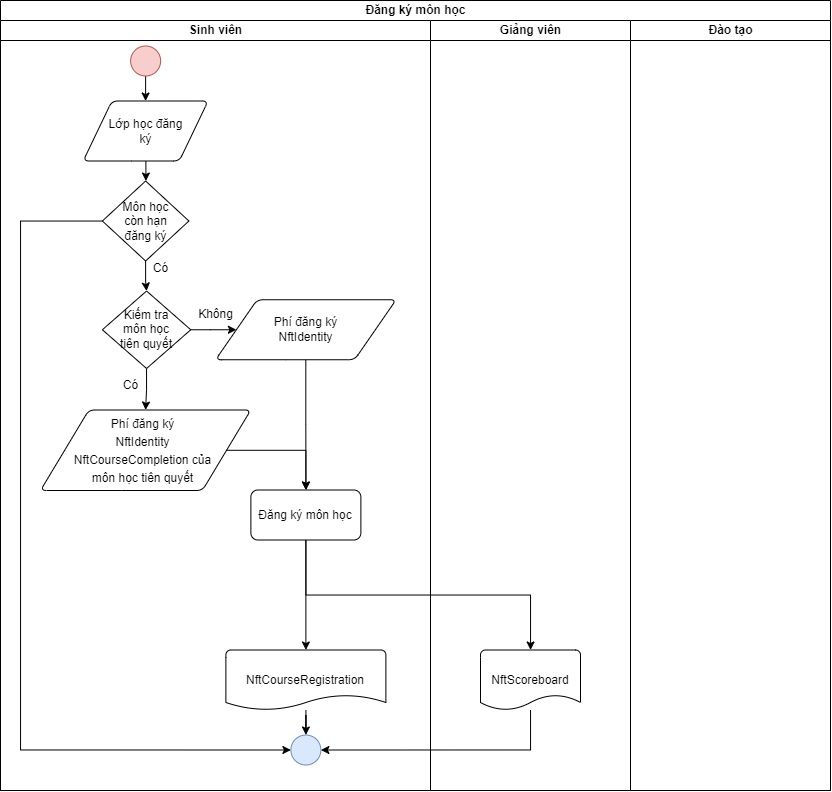 Đăng ký môn học
Sinh viên
Giảng viên
Đào tạo
Lớp học đăng
ký
Môn học
còn hạn
đăng ký
Có
Kiểm tra
môn học
tiên quyết
Không
Phí đăng ký
NftIdentity
Có
Phí đăng ký
NftIdentity
NftCourseCompletion của
môn học tiên quyết
Đăng ký môn học
NftCourseRegistration
NftScoreboard